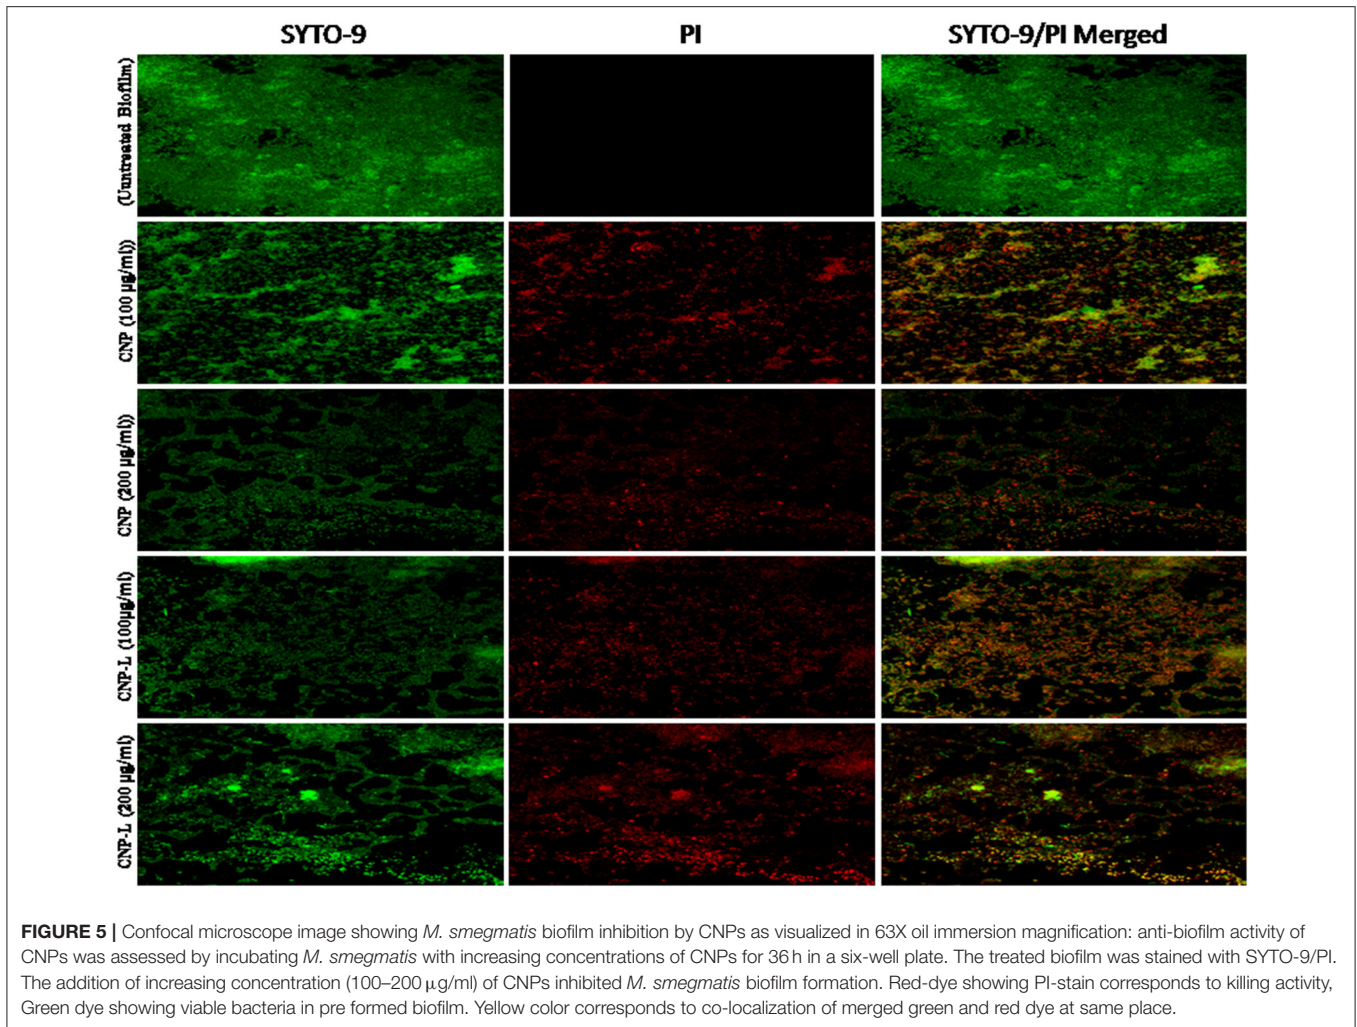 SYTO-9 PI SYTO-9/PI Merged
(Uuntreated Biofilm)
CNP (100 µg/ml))
CNP (200 µg/ml))
CNP-L (100µg/ml)
CNP-L (200 µg/ml)
FIGURE 5 | Confocal microscope image showing M. smegmatis biofilm inhibition by CNPs as visualized in 63X oil immersion magnification: anti-biofilm activity of
CNPs was assessed by incubating M. smegmatis with increasing concentrations of CNPs for 36 h in a six-well plate. The treated biofilm was stained with SYTO-9/PI.
The addition of increasing concentration (100–200 µg/ml) of CNPs inhibited M. smegmatis biofilm formation. Red-dye showing PI-stain corresponds to killing activity,
Green dye showing viable bacteria in pre formed biofilm. Yellow color corresponds to co-localization of merged green and red dye at same place.